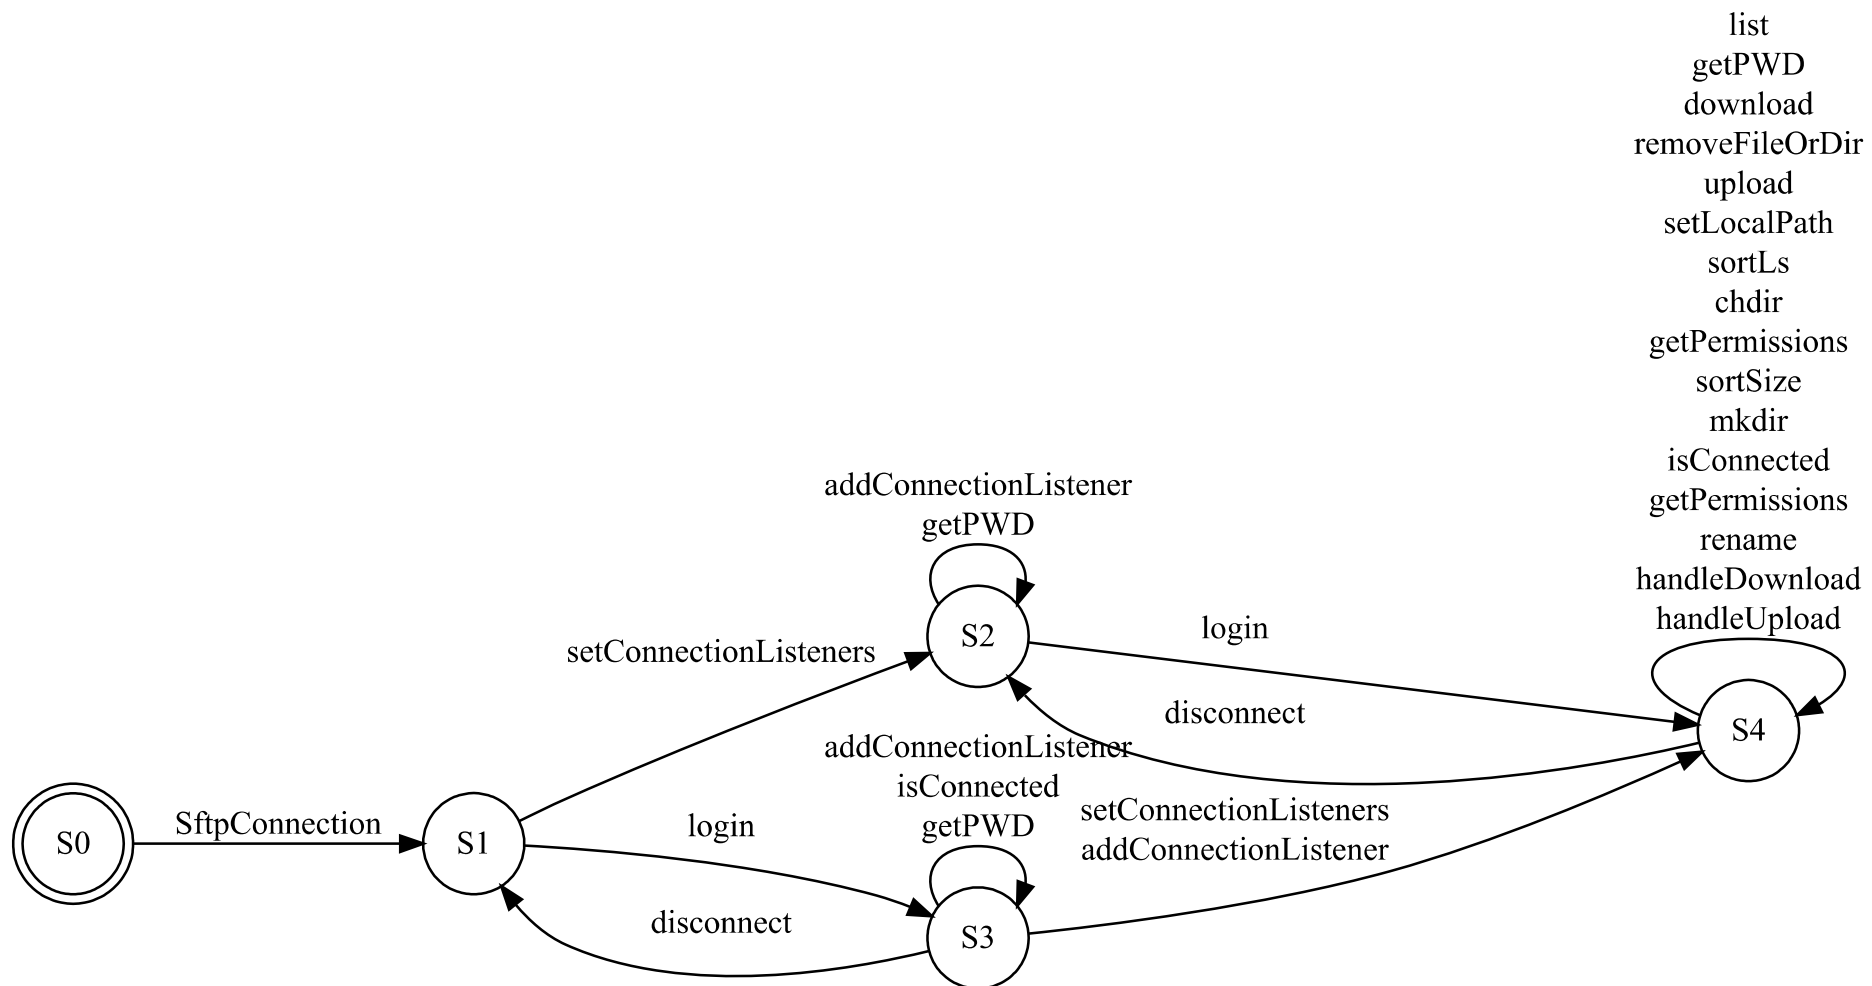 list
getPWD
download
removeFileOrDir
upload
setLocalPath
sortLs
chdir
getPermissions
sortSize
mkdir
isConnected
getPermissions
rename
handleDownload
handleUpload
addConnectionListener
getPWD
S2
login
setConnectionListeners
disconnect
S4
addConnectionListener
isConnected
getPWD
setConnectionListeners
addConnectionListener
S0
SftpConnection
S1
login
disconnect
S3